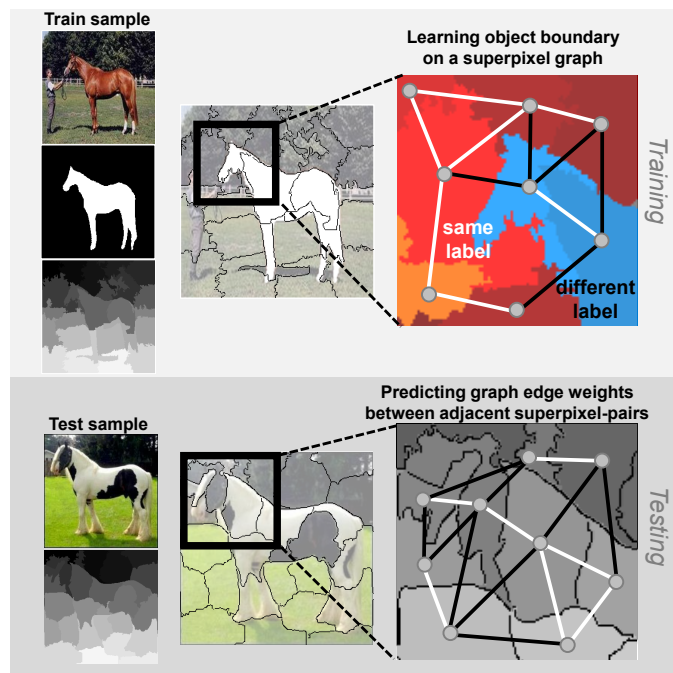 Train sample
Learning object boundary
on a superpixel graph
Training
same
label
different
label
Test sample
Predicting graph edge weights
between adjacent superpixel-pairs
Testing